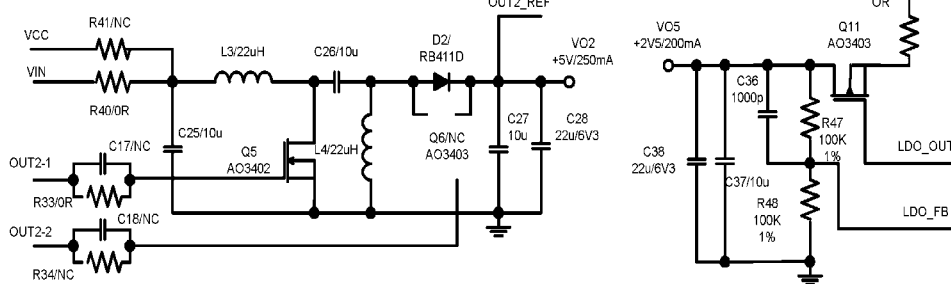 OUT2_REF
R41/NC
VCC
L3/22uH
C26/10u
D2/
RB411D
VO2
+5V/250mA
VIN
R40/0R
C25/10u
C17/NC
Q5
AO3402
L4/22uH
Q6/NC
AO3403
C27
10u
C28
22u/6V3
OUT2-1
R33/0R
C18/NC
OUT2-2
R34/NC
0R
Q11
AO3403
VO5
+2V5/200mA
C36
1000p
R47
100K
1%
LDO_OUT
C38
22u/6V3
C37/10u
R48
100K
1%
LDO_FB